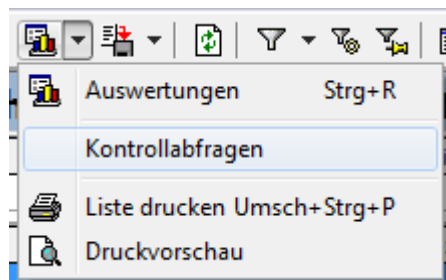 Auswertungen Strg+R
Kontrollabfragen
Liste drucken Umsch+Strg+P
Druckvorschau